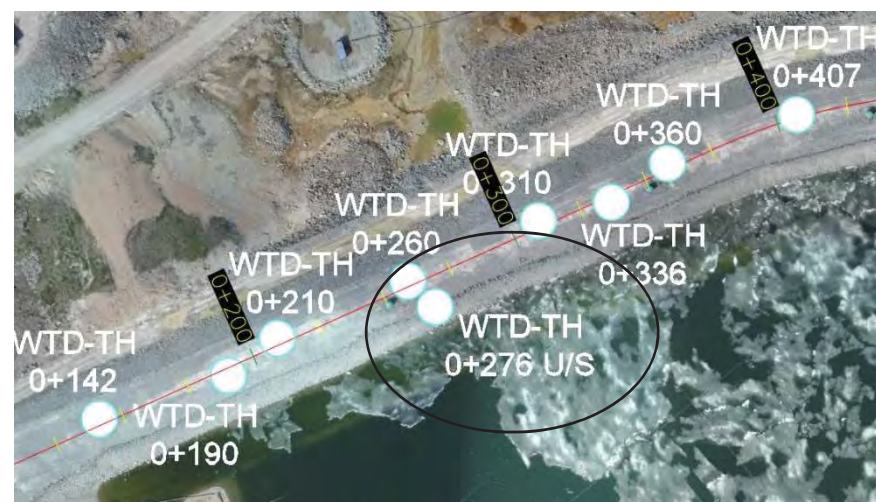 WTD-TH
0+407
0+400
WTD-TH
0+360
WTD-TH
0+310
0+300
WTD-TH
0+336
WTD-TH
0+260
WTD-TH
0+276 U/S
WTD-TH
0+210
0+200
WTD-TH
0+190
WTD-TH
0+142